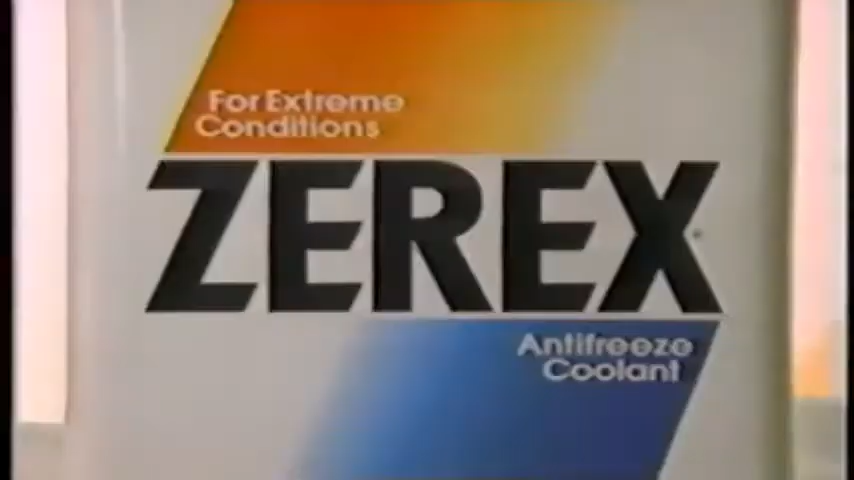 For Extreme
Conditions
ZEREX
Antifreeze
Coolant